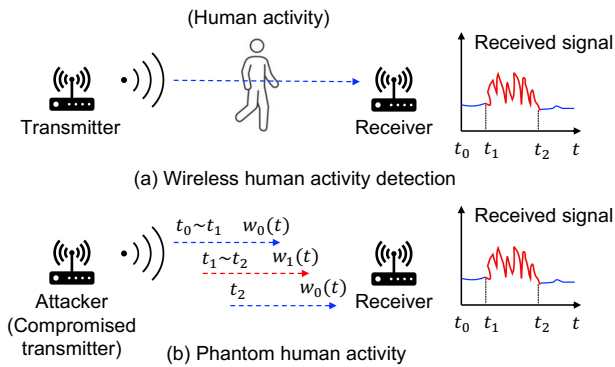 (Human activity)
Received signal
Transmitter
Receiver
t₀ t₁ t₂ t
(a) Wireless human activity detection
Received signal
t₀~t₁ w₀(t)
t₁~t₂ w₁(t)
t₂ w₀(t)
Attacker
(Compromised
transmitter)
Receiver
t₀ t₁ t₂ t
(b) Phantom human activity